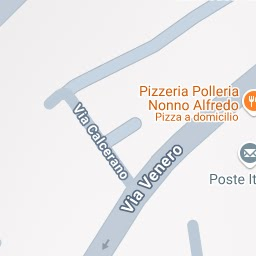 Pizzeria Polleria
Nonno Alfredo
Pizza a domicilio
Via Calcerano
Via Venero
Poste It